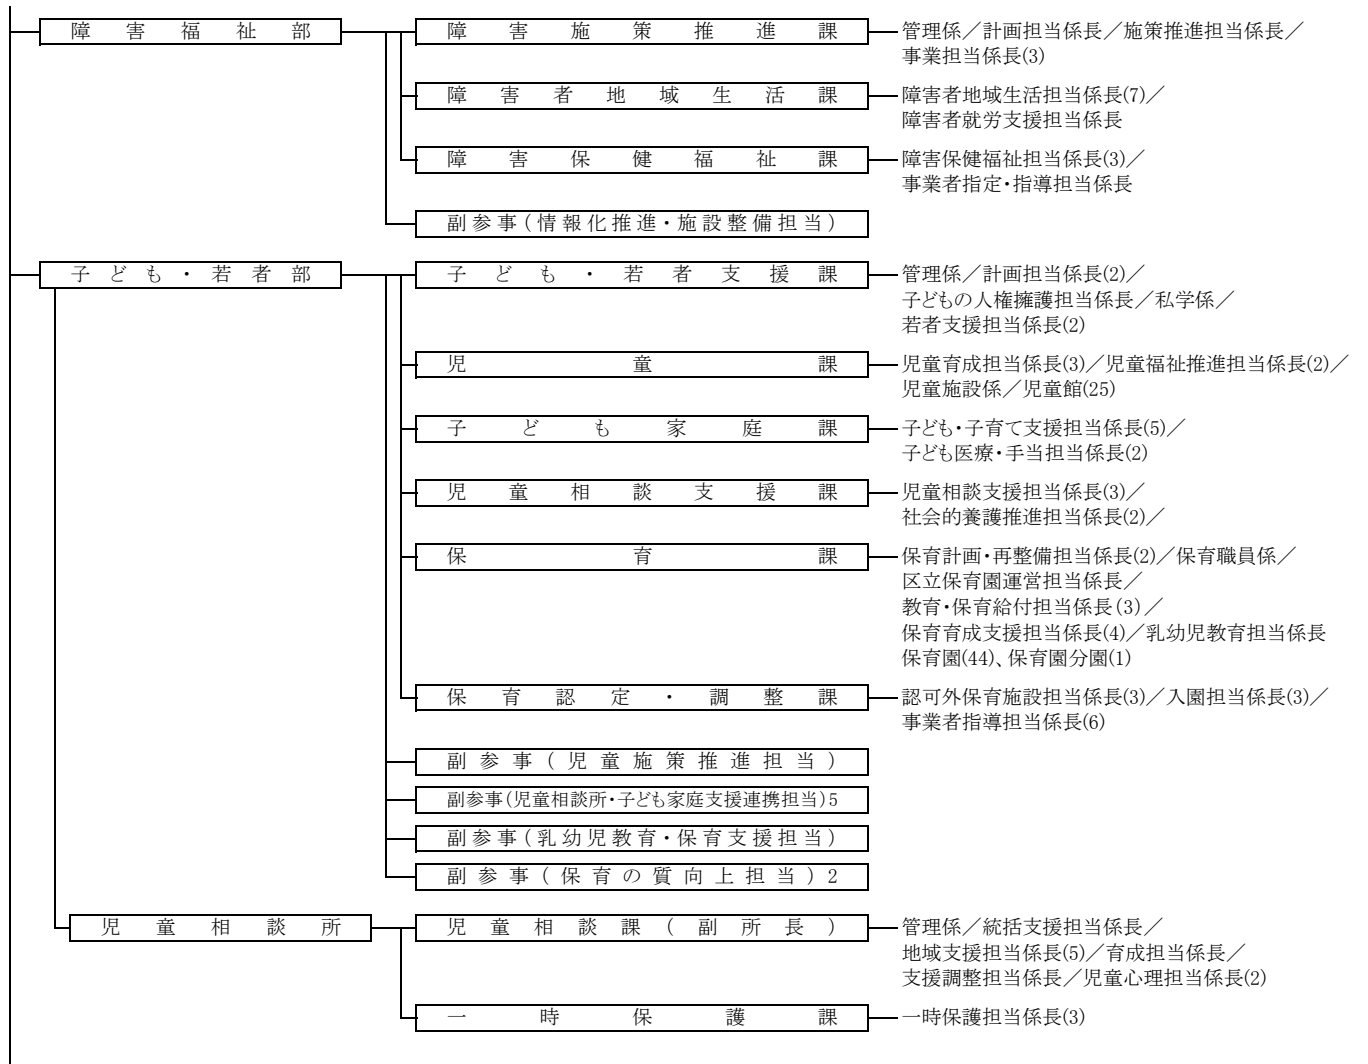 障害福祉部
障害施策推進課
管理係／計画担当係長／施策推進担当係長／
事業担当係長(3)
障害者地域生活課
障害者地域生活担当係長(7)／
障害者就労支援担当係長
障害保健福祉課
障害保健福祉担当係長(3)／
事業者指定・指導担当係長
副参事(情報化推進・施設整備担当)
子ども・若者部
子ども・若者支援課
管理係／計画担当係長(2)／
子どもの人権擁護担当係長／私学係／
若者支援担当係長(2)
児童課
児童育成担当係長(3)／児童福祉推進担当係長(2)／
児童施設係／児童館(25)
子ども家庭課
子ども・子育て支援担当係長(5)／
子ども医療・手当担当係長(2)
児童相談支援課
児童相談支援担当係長(3)／
社会的養護推進担当係長(2)／
保育課
保育計画・再整備担当係長(2)／保育職員係／
区立保育園運営担当係長／
教育・保育給付担当係長(3)／
保育育成支援担当係長(4)／乳幼児教育担当係長
保育園(44)、保育園分園(1)
保育認定・調整課
認可外保育施設担当係長(3)／入園担当係長(3)／
事業者指導担当係長(6)
副参事(児童施策推進担当)
副参事(児童相談所・子ども家庭支援連携担当)5
副参事(乳幼児教育・保育支援担当)
副参事(保育の質向上担当)2
児童相談所
児童相談課(副所長)
管理係／統括支援担当係長／
地域支援担当係長(5)／育成担当係長／
支援調整担当係長／児童心理担当係長(2)
一時保護課
一時保護担当係長(3)